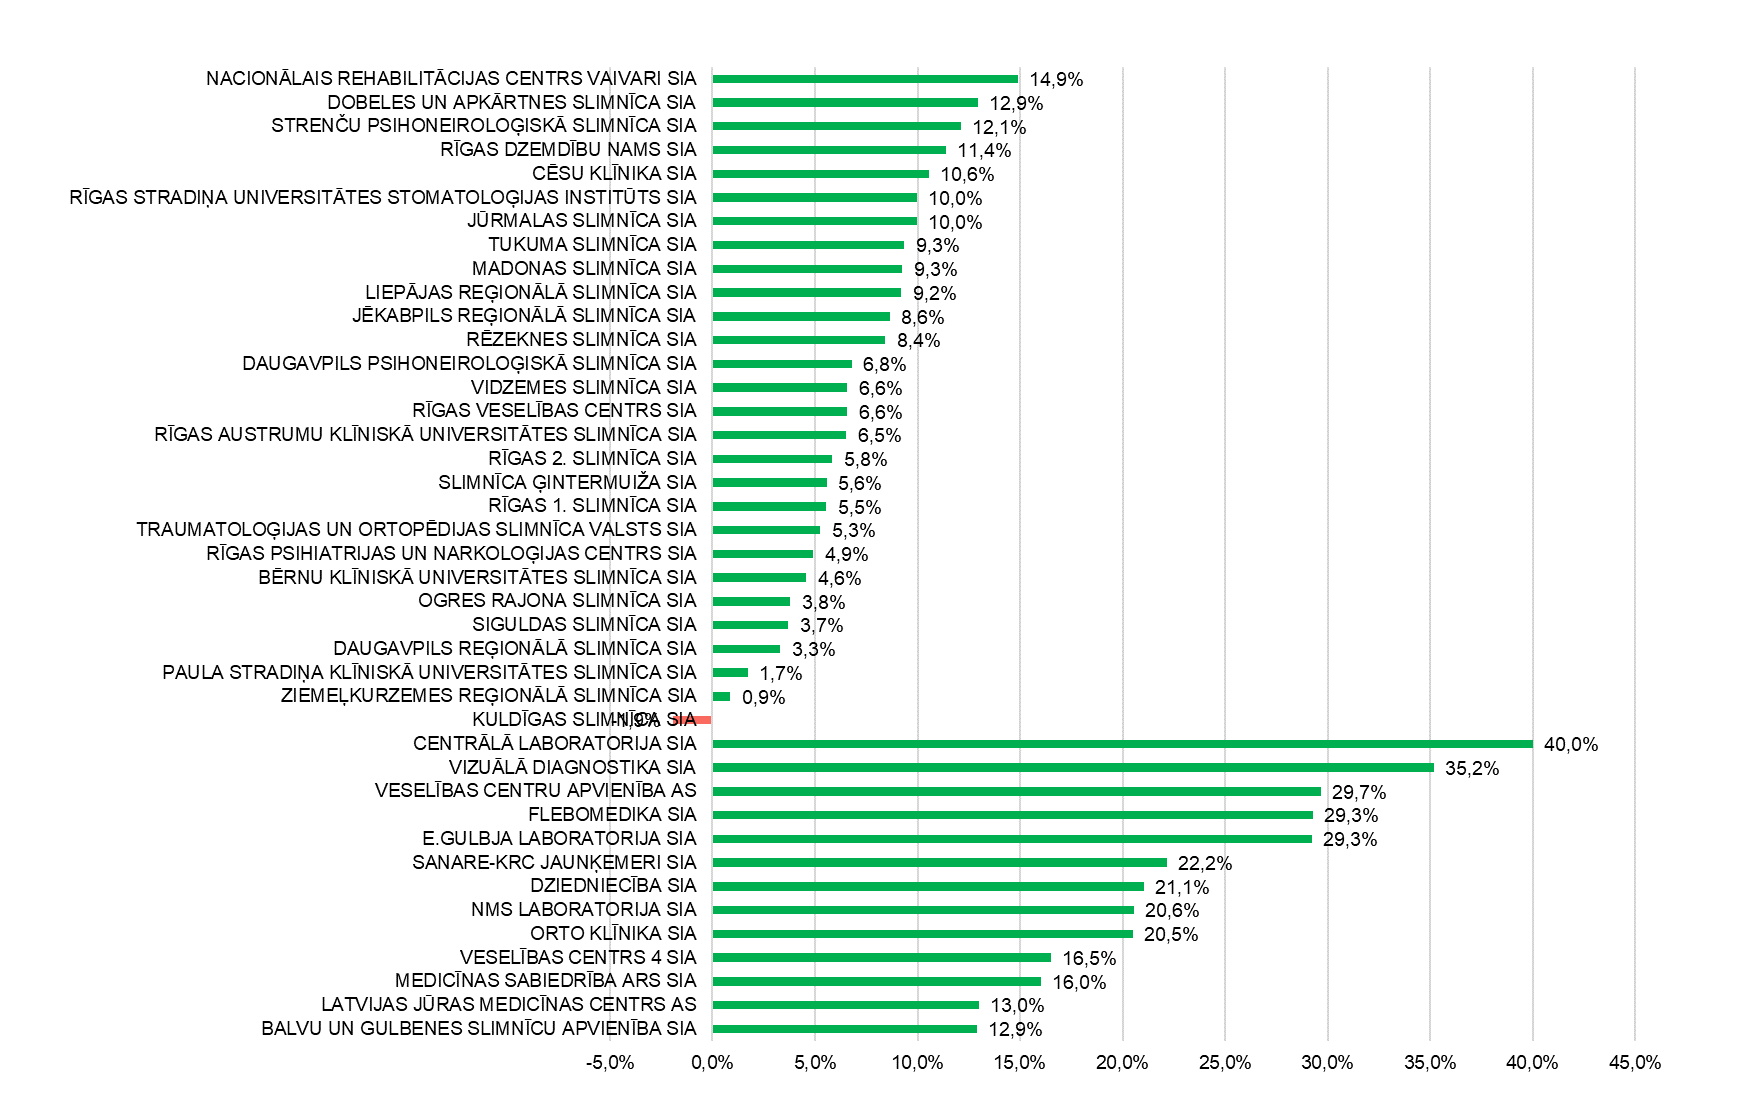 NACIONĀLAIS REHABILITĀCIJAS CENTRS VAIVARI SIA 14,9%
DOBELES UN APKĀRTNES SLIMNĪCA SIA 12,9%
STRENČU PSIHONEIROLOĢISKĀ SLIMNĪCA SIA 12,1%
RĪGAS DZEMDĪBU NAMS SIA 11,4%
CĒSU KLĪNIKA SIA 10,6%
RĪGAS STRADIŅA UNIVERSITĀTES STOMATOLOĢIJAS INSTITŪTS SIA 10,0%
JŪRMALAS SLIMNĪCA SIA 10,0%
TUKUMA SLIMNĪCA SIA 9,3%
MADONAS SLIMNĪCA SIA 9,3%
LIEPĀJAS REĢIONĀLĀ SLIMNĪCA SIA 9,2%
JĒKABPILS REĢIONĀLĀ SLIMNĪCA SIA 8,6%
RĒZEKNES SLIMNĪCA SIA 8,4%
DAUGAVPILS PSIHONEIROLOĢISKĀ SLIMNĪCA SIA 6,8%
VIDZEMES SLIMNĪCA SIA 6,6%
RĪGAS VESELĪBAS CENTRS SIA 6,6%
RĪGAS AUSTRUMU KLĪNISKĀ UNIVERSITĀTES SLIMNĪCA SIA 6,5%
RĪGAS 2. SLIMNĪCA SIA 5,8%
SLIMNĪCA ĢINTERMUIŽA SIA 5,6%
RĪGAS 1. SLIMNĪCA SIA 5,5%
TRAUMATOLOĢIJAS UN ORTOPĒDIJAS SLIMNĪCA VALSTS SIA 5,3%
RĪGAS PSIHIATRIJAS UN NARKOLOĢIJAS CENTRS SIA 4,9%
BĒRNU KLĪNISKĀ UNIVERSITĀTES SLIMNĪCA SIA 4,6%
OGRES RAJONA SLIMNĪCA SIA 3,8%
SIGULDAS SLIMNĪCA SIA 3,7%
DAUGAVPILS REĢIONĀLĀ SLIMNĪCA SIA 3,3%
PAULA STRADIŅA KLĪNISKĀ UNIVERSITĀTES SLIMNĪCA SIA 1,7%
ZIEMEĻKURZEMES REĢIONĀLĀ SLIMNĪCA SIA 0,9%
KULDĪGAS SLIMNĪCA SIA -1,9%
CENTRĀLĀ LABORATORIJA SIA 40,0%
VIZUĀLĀ DIAGNOSTIKA SIA 35,2%
VESELĪBAS CENTRU APVIENĪBA AS 29,7%
FLEBOMEDIKA SIA 29,3%
E.GULBJA LABORATORIJA SIA 29,3%
SANARE-KRC JAUNĶEMERI SIA 22,2%
DZIEDNIECĪBA SIA 21,1%
NMS LABORATORIJA SIA 20,6%
ORTO KLĪNIKA SIA 20,5%
VESELĪBAS CENTRS 4 SIA 16,5%
MEDICĪNAS SABIEDRĪBA ARS SIA 16,0%
LATVIJAS JŪRAS MEDICĪNAS CENTRS AS 13,0%
BALVU UN GULBENES SLIMNĪCU APVIENĪBA SIA 12,9%
-5,0% 0,0% 5,0% 10,0% 15,0% 20,0% 25,0% 30,0% 35,0% 40,0% 45,0%